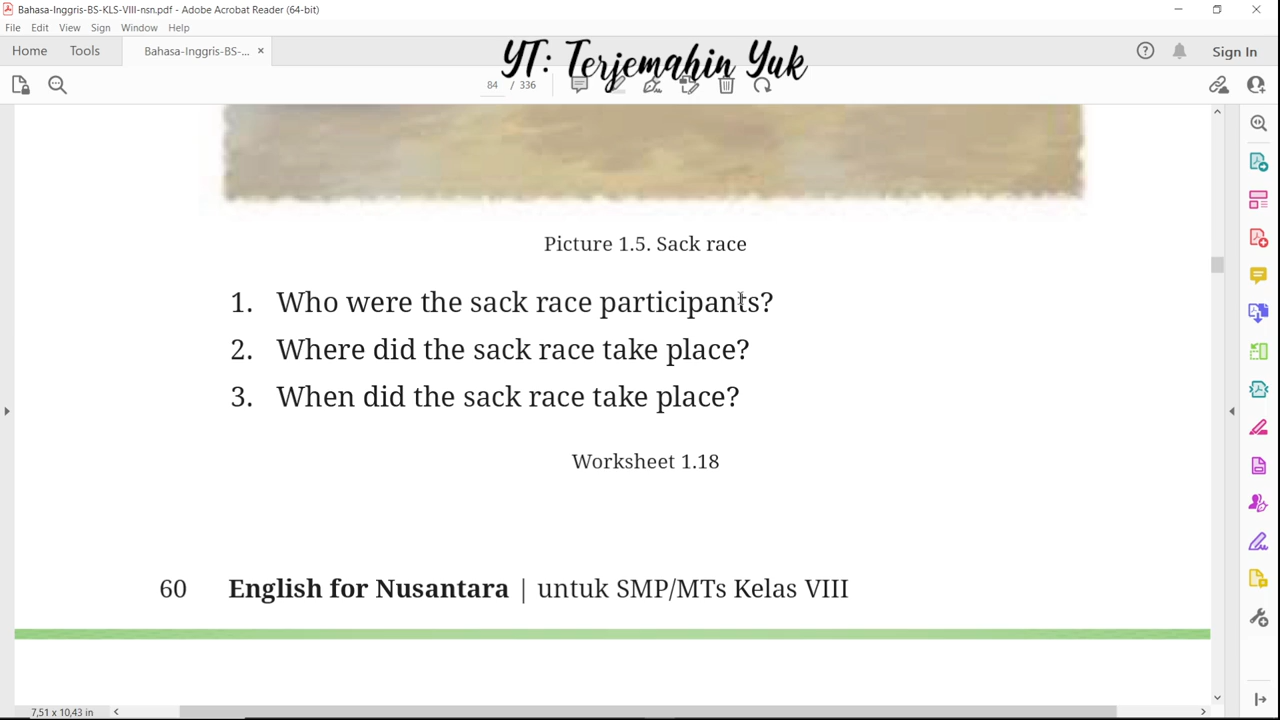 Bahasa-Inggris-BS-KLS-VIII-nsn.pdf - Adobe Acrobat Reader (64-bit)
File Edit View Sign Window Help
Home Tools Bahasa-Inggris-BS-... × Sign In
YT: Terjemahin Yuk
84 / 336
Picture 1.5. Sack race
1. Who were the sack race participants?
2. Where did the sack race take place?
3. When did the sack race take place?
Worksheet 1.18
60 English for Nusantara | untuk SMP/MTs Kelas VIII
7,51 x 10,43 in